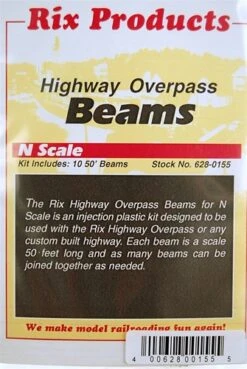 Rix Products
Highway Overpass
Beams
N Scale
Kit Includes: 10 50' Beams Stock No. 628-0155
The Rix Highway Overpass Beams for N
Scale is an injection plastic kit designed to be
used with the Rix Highway Overpass or any
custom built highway. Each beam is a scale
50-feet long and as many beams can be
joined together as needed.
We make model railroading fun again!
4 00628 00155 5